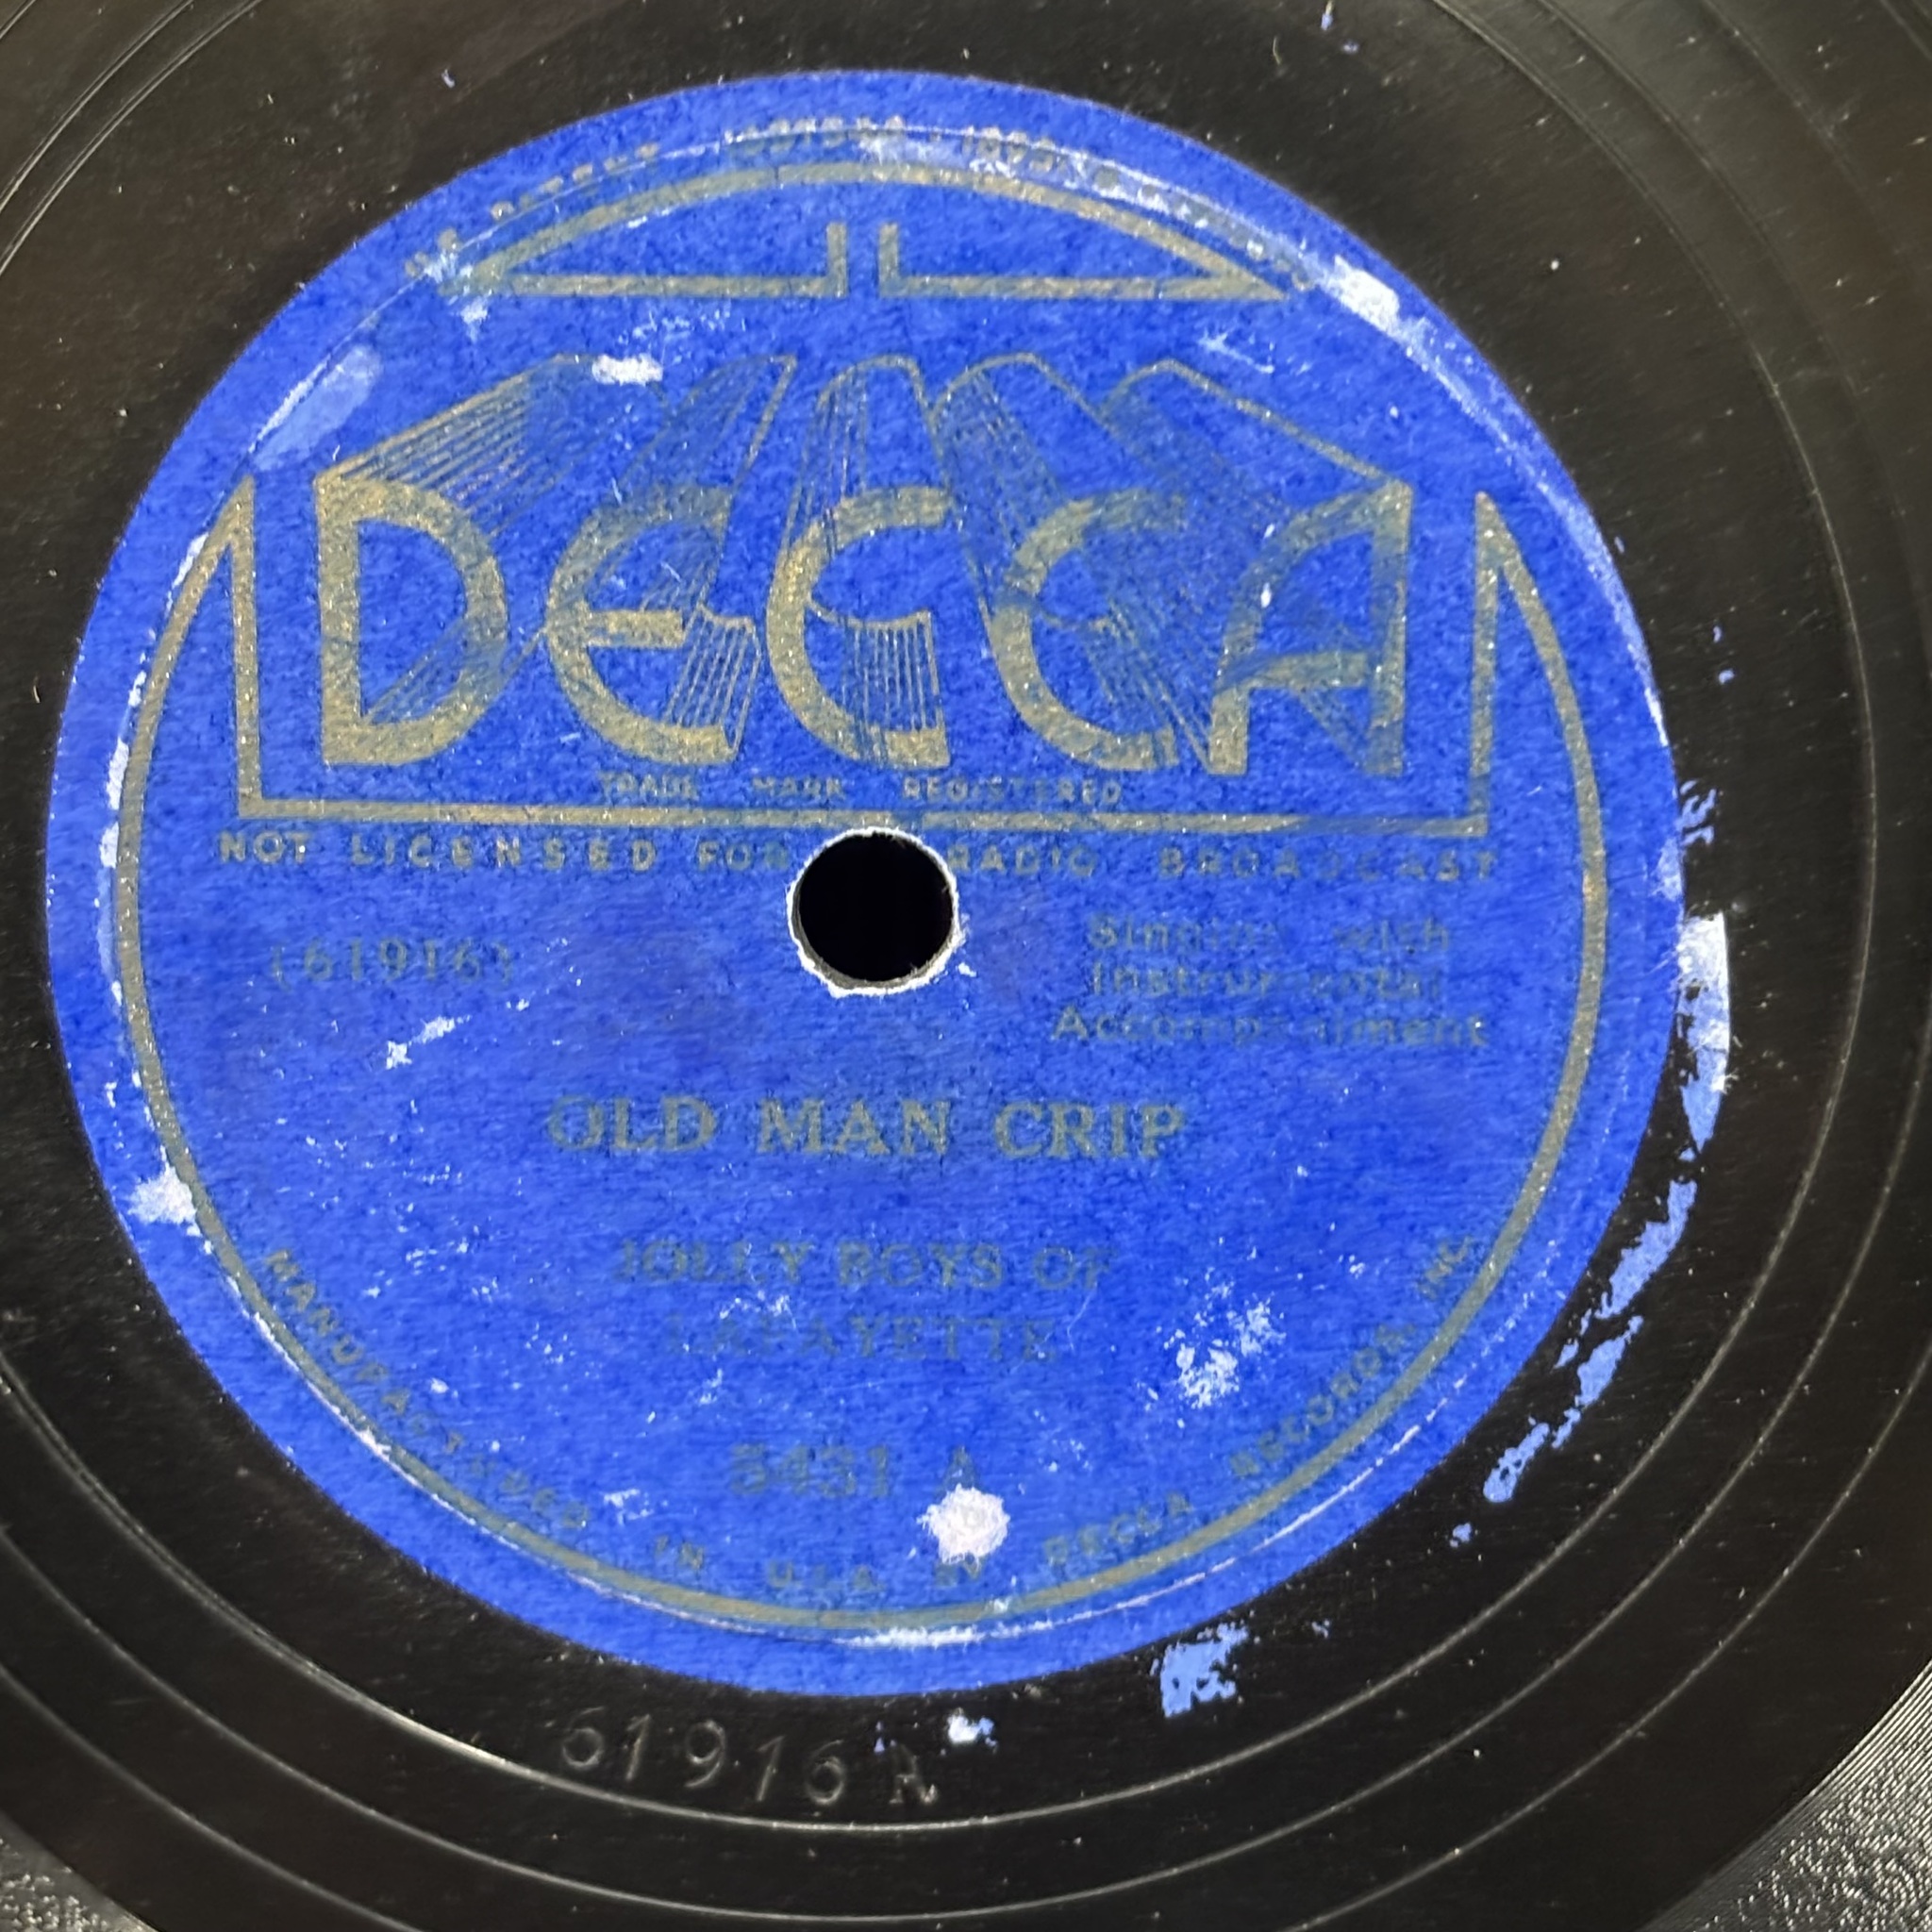 DECCA
TRADE MARK REGISTERED
NOT LICENSED FOR RADIO BROADCAST
(61916)
Singing with
Instrumental
Accompaniment
OLD MAN CRIP
JOLLY BOYS OF
LAFAYETTE
5431 A
MANUFACTURED IN U.S.A. BY DECCA RECORDS, INC.
61916 A